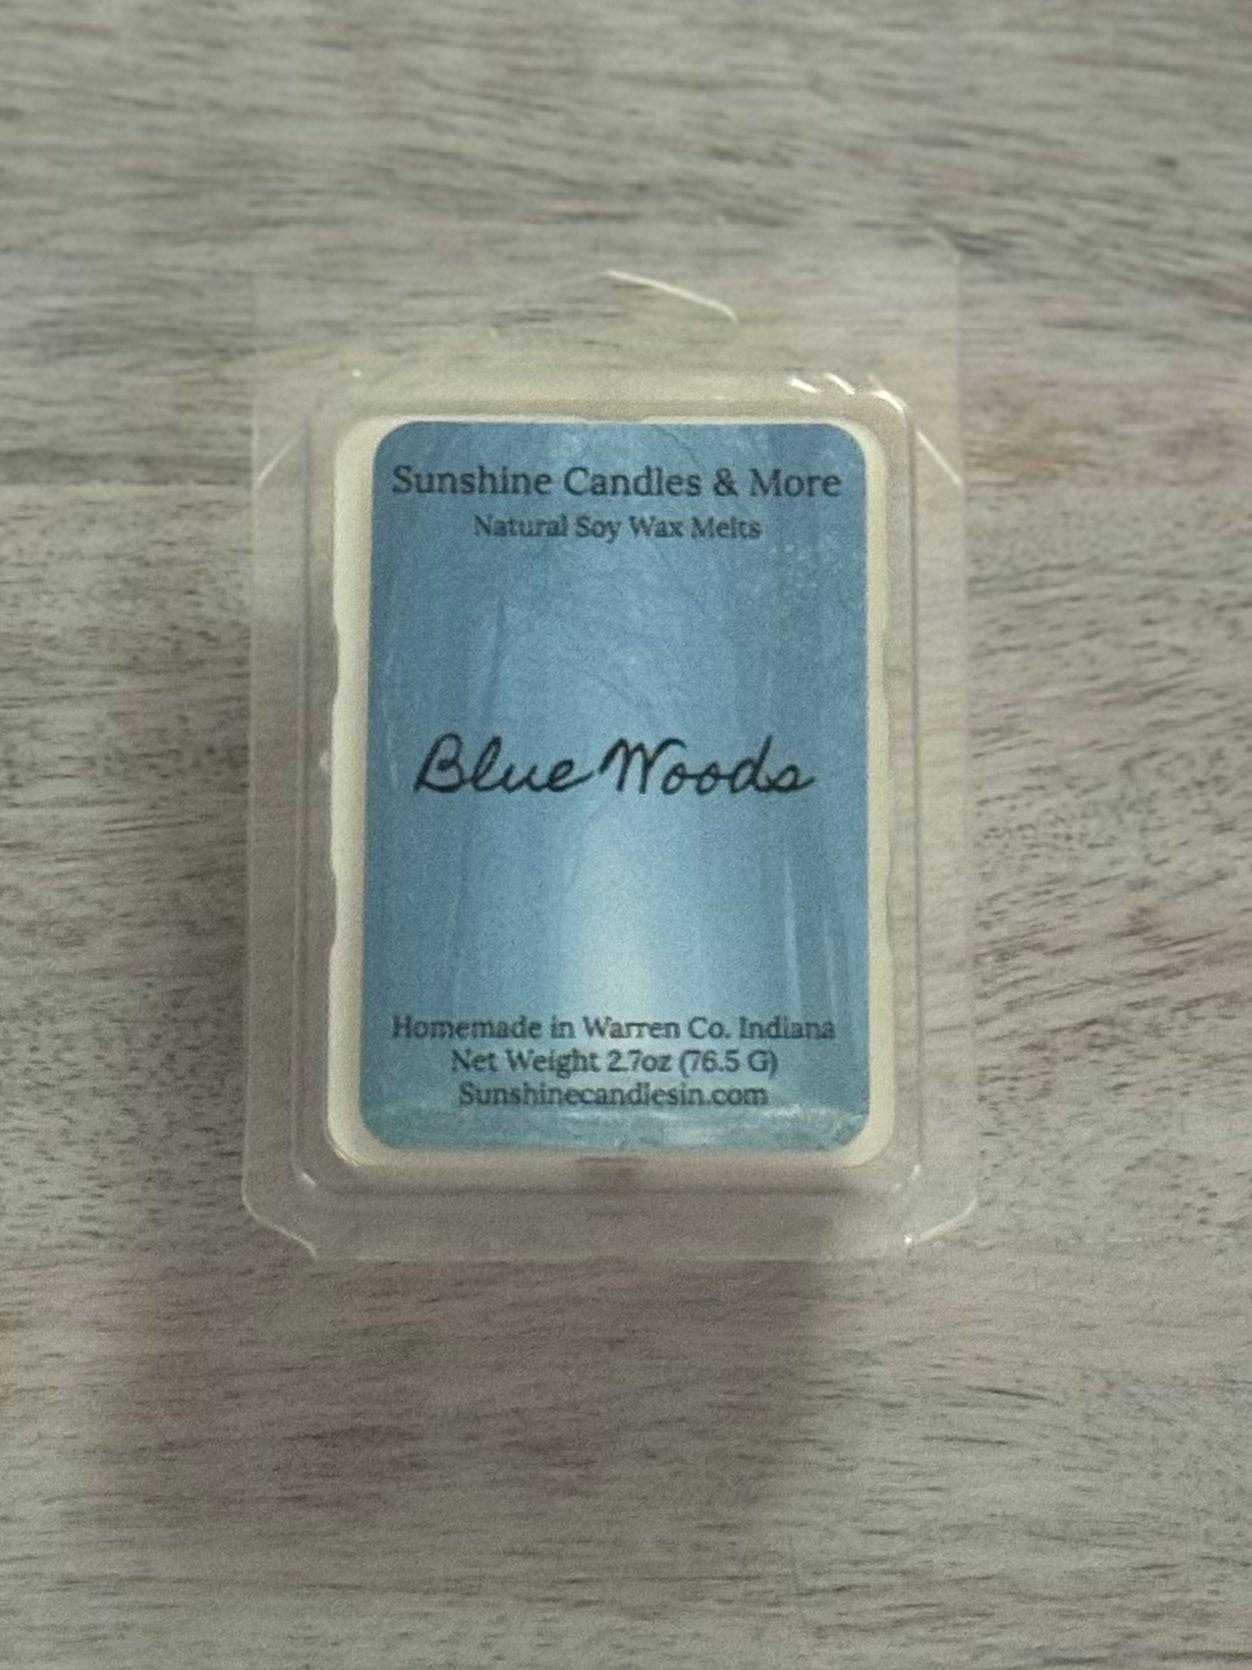 Sunshine Candles & More
Natural Soy Wax Melts
Blue Woods
Homemade in Warren Co. Indiana
Net Weight 2.7oz (76.5 G)
Sunshinecandlesin.com